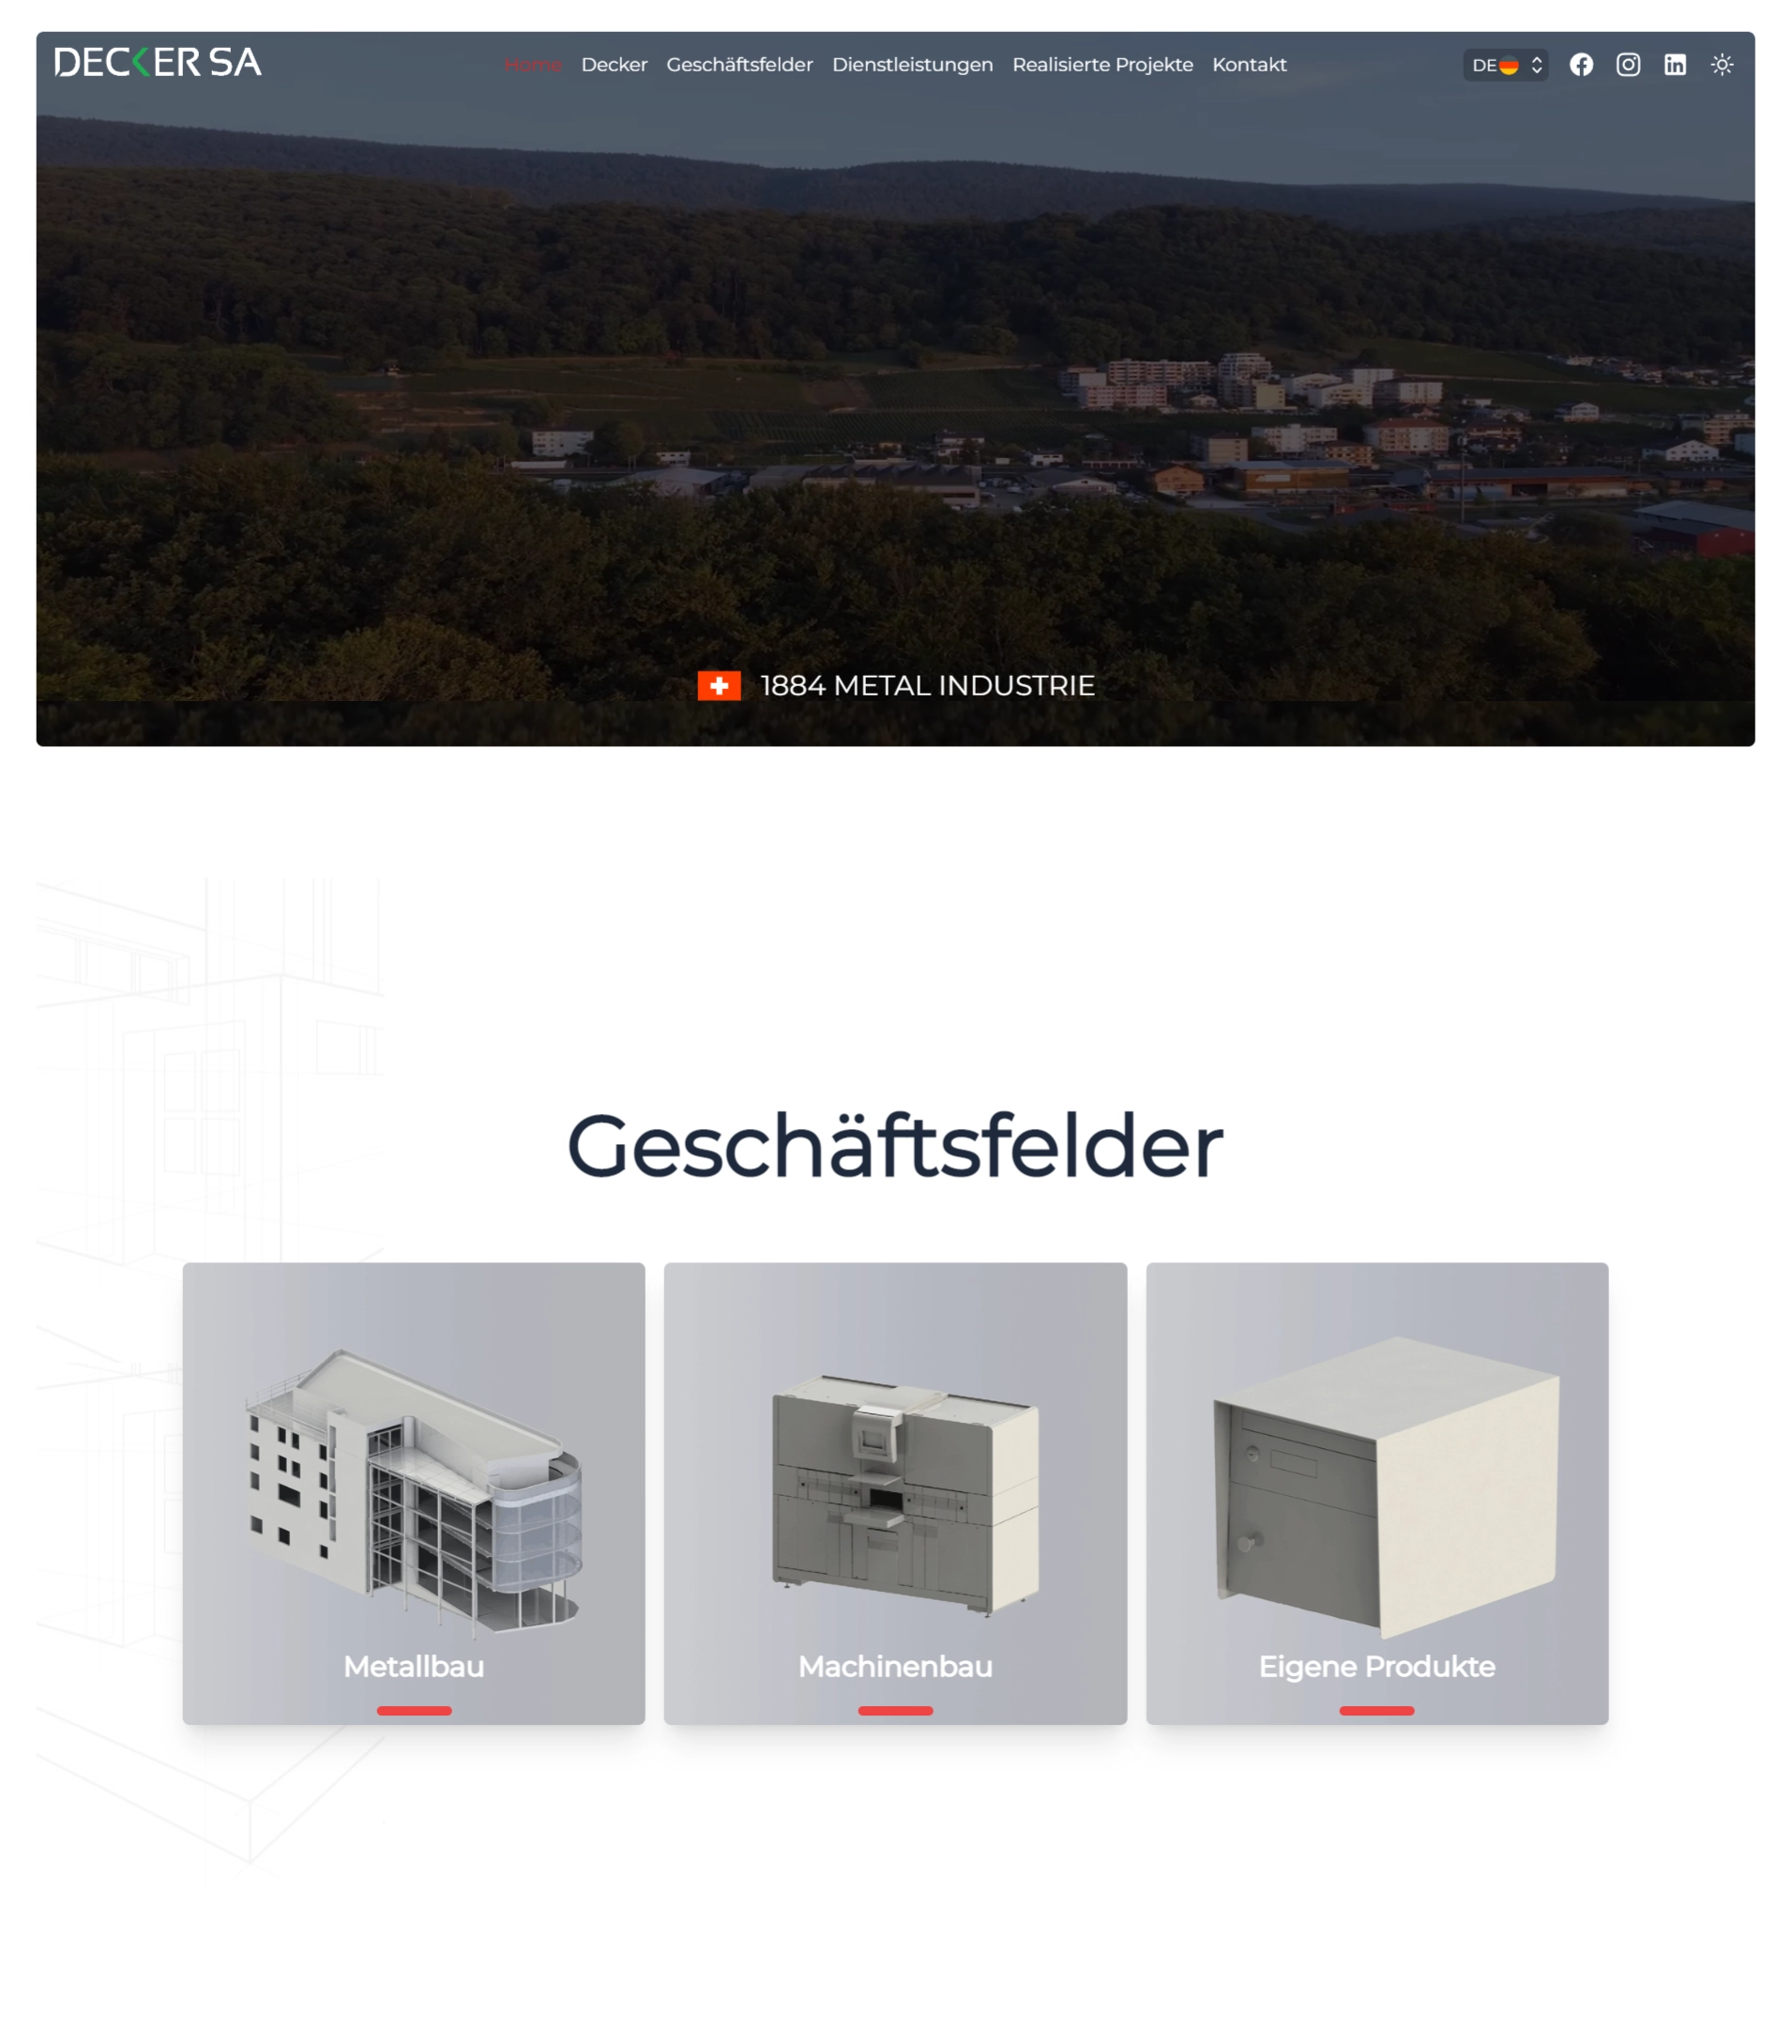 DECKER SA
Home Decker Geschäftsfelder Dienstleistungen Realisierte Projekte Kontakt
DE
1884 METAL INDUSTRIE
Geschäftsfelder
Metallbau
Machinenbau
Eigene Produkte